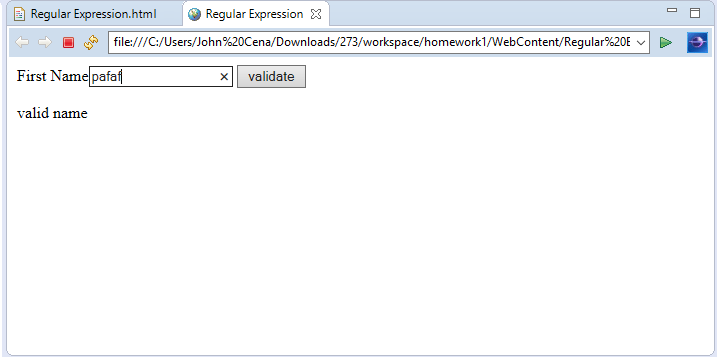 Regular Expression.html Regular Expression
file:///C:/Users/John%20Cena/Downloads/273/workspace/homework1/WebContent/Regular%20E
First Name pafaf × validate
valid name